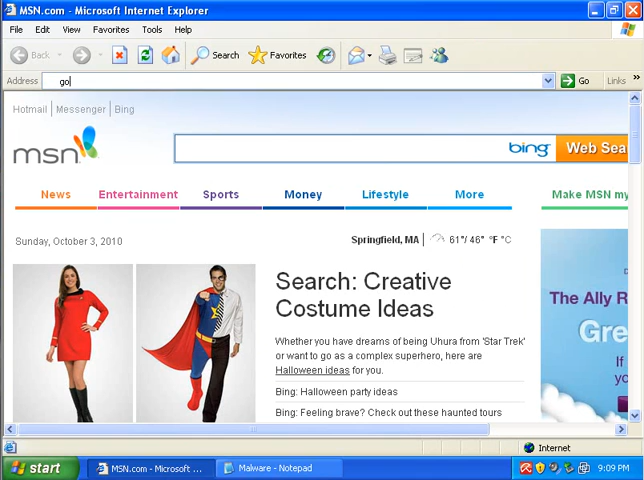 MSN.com - Microsoft Internet Explorer
File Edit View Favorites Tools Help
Back Search Favorites
Address go Go Links »
Hotmail Messenger Bing
msn bing Web Sea
News Entertainment Sports Money Lifestyle More Make MSN my
Sunday, October 3, 2010 Springfield, MA 61°/ 46° °F °C
Search: Creative
Costume Ideas
Whether you have dreams of being Uhura from 'Star Trek'
or want to go as a complex superhero, here are
Halloween ideas for you.
Bing: Halloween party ideas
Bing: Feeling brave? Check out these haunted tours
The Ally R
Gre
If
yo
Internet
start MSN.com - Microsoft ... Malware - Notepad 9:09 PM